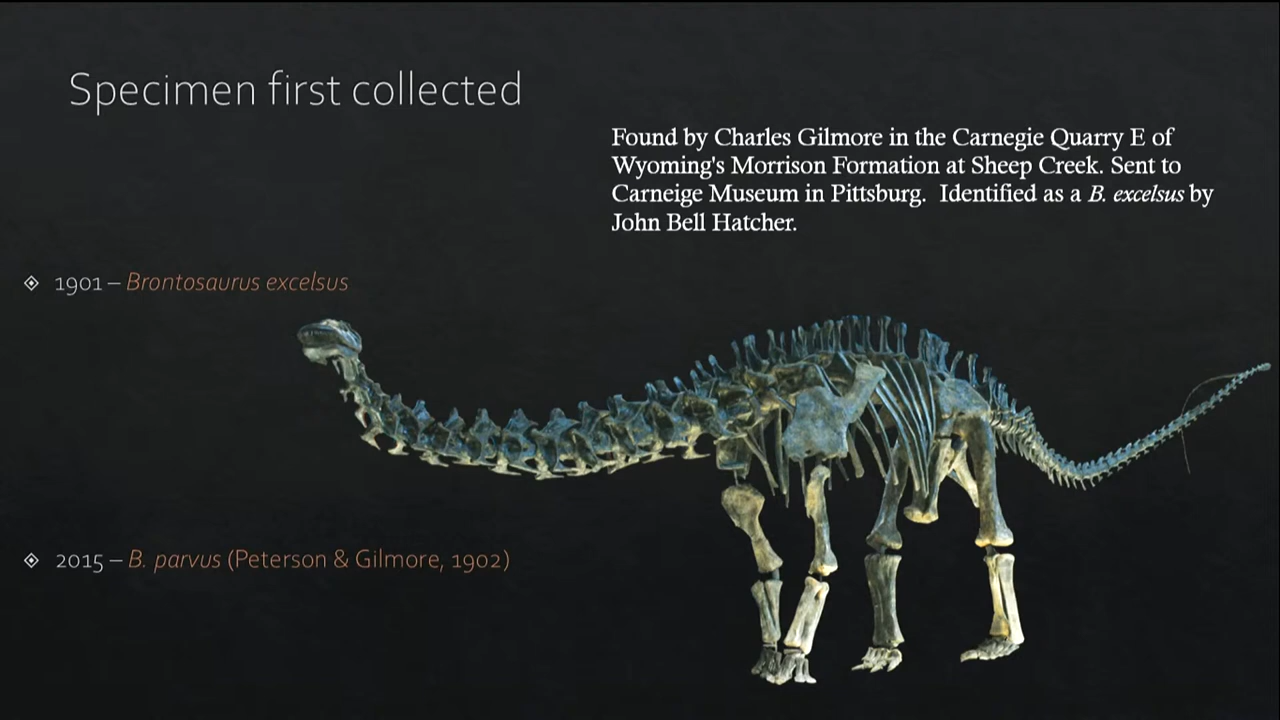 Specimen first collected
Found by Charles Gilmore in the Carnegie Quarry E of
Wyoming's Morrison Formation at Sheep Creek. Sent to
Carneige Museum in Pittsburg.  Identified as a B. excelsus by
John Bell Hatcher.
1901 – Brontosaurus excelsus
2015 – B. parvus (Peterson & Gilmore, 1902)